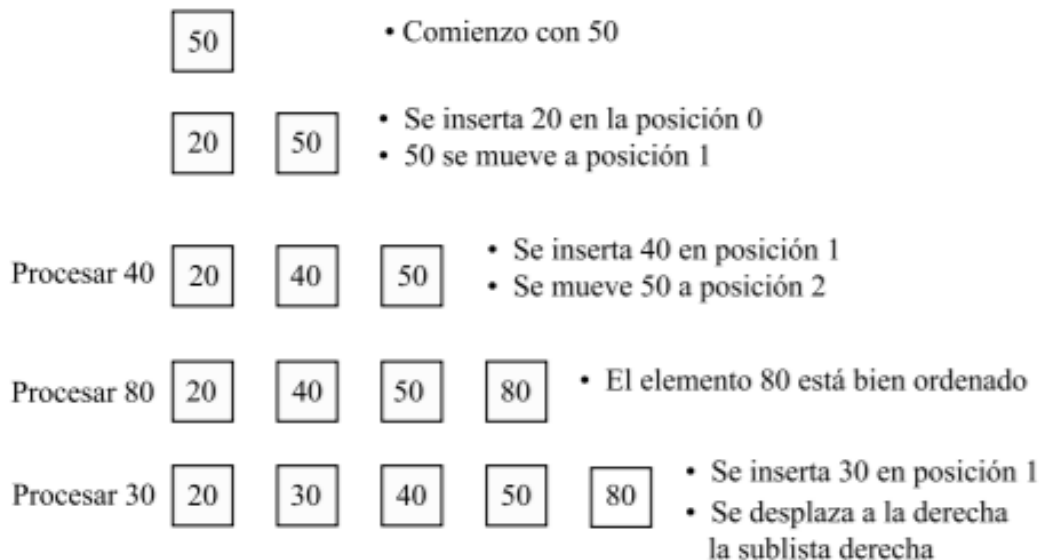 50 • Comienzo con 50
20 50 • Se inserta 20 en la posición 0
• 50 se mueve a posición 1
Procesar 40 20 40 50 • Se inserta 40 en posición 1
• Se mueve 50 a posición 2
Procesar 80 20 40 50 80 • El elemento 80 está bien ordenado
Procesar 30 20 30 40 50 80 • Se inserta 30 en posición 1
• Se desplaza a la derecha
la sublista derecha